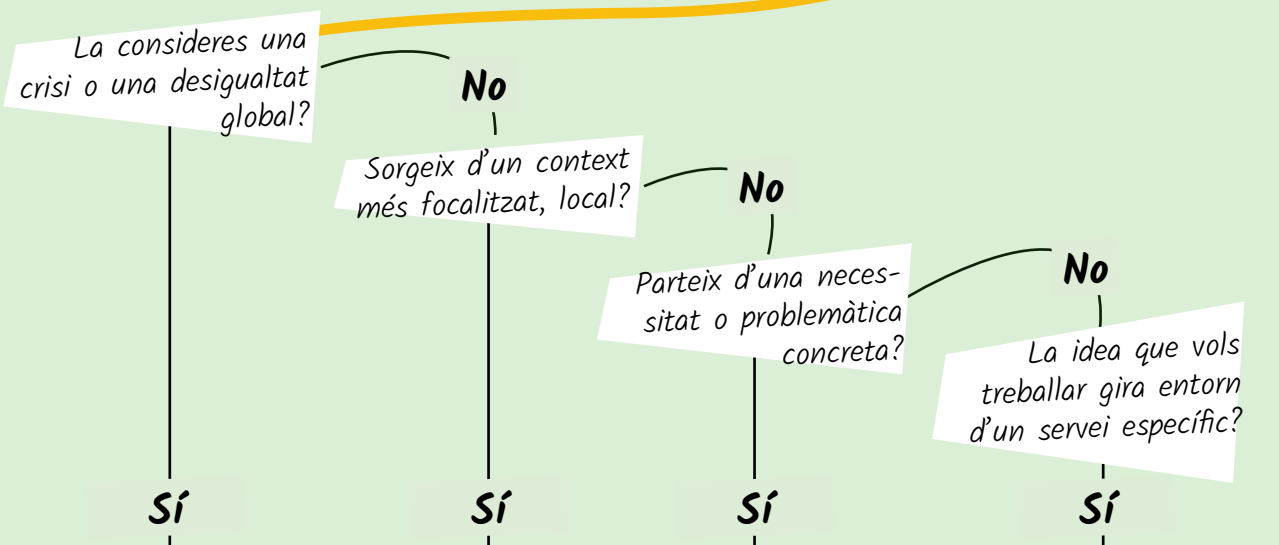 La consideres una
crisi o una desigualtat
global?
No
Sorgeix d'un context
més focalitzat, local?
No
Parteix d'una neces-
sitat o problemàtica
concreta?
No
La idea que vols
treballar gira entorn
d'un servei específic?
Sí
Sí
Sí
Sí